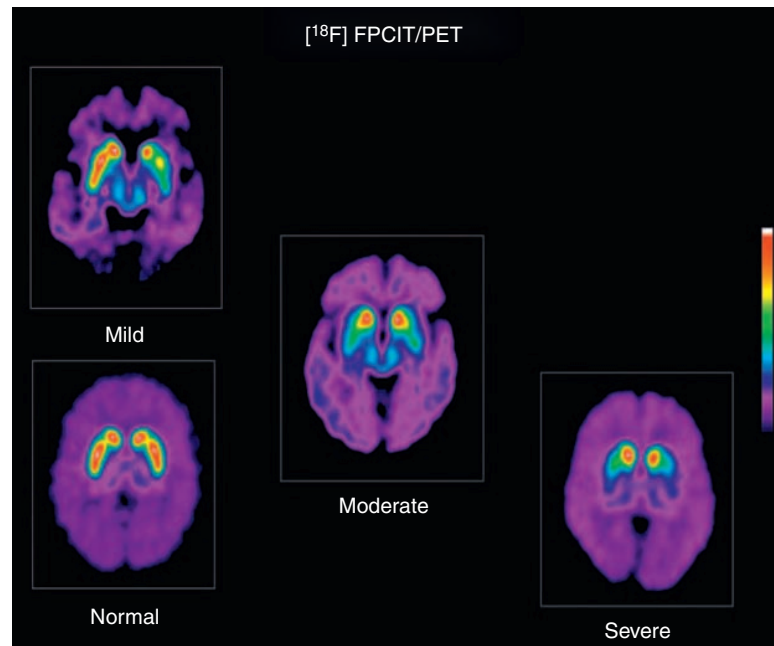 [¹⁸F] FPCIT/PET
Mild
Moderate
Normal
Severe